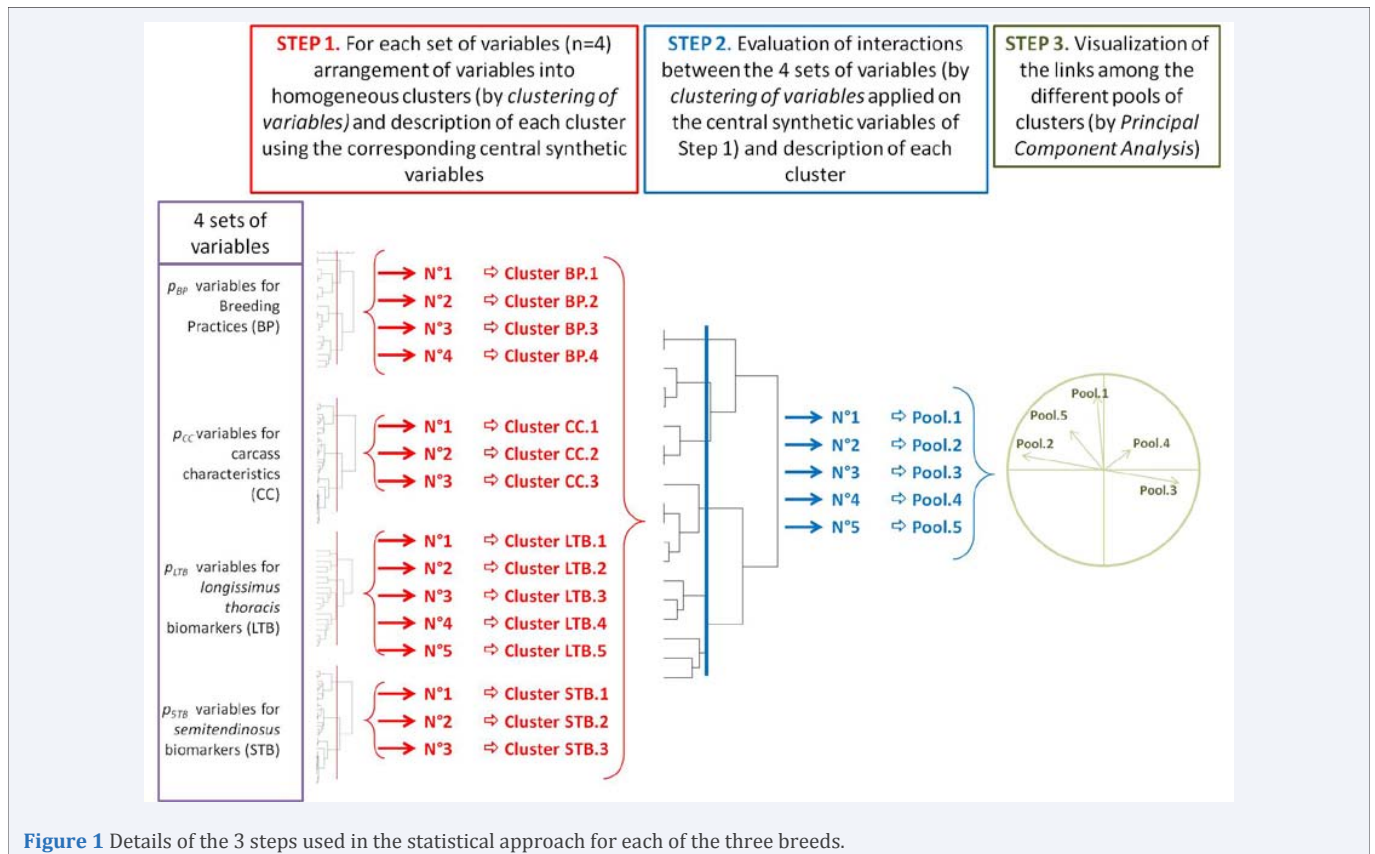 STEP 1. For each set of variables (n=4)
arrangement of variables into
homogeneous clusters (by clustering of
variables) and description of each cluster
using the corresponding central synthetic
variables
STEP 2. Evaluation of interactions
between the 4 sets of variables (by
clustering of variables applied on
the central synthetic variables of
Step 1) and description of each
cluster
STEP 3. Visualization of
the links among the
different pools of
clusters (by Principal
Component Analysis)
4 sets of
variables
pBP variables for
Breeding
Practices (BP)
N°1 ⇨ Cluster BP.1
N°2 ⇨ Cluster BP.2
N°3 ⇨ Cluster BP.3
N°4 ⇨ Cluster BP.4
pCC variables for
carcass
characteristics
(CC)
N°1 ⇨ Cluster CC.1
N°2 ⇨ Cluster CC.2
N°3 ⇨ Cluster CC.3
pLTB variables for
longissimus
thoracis
biomarkers (LTB)
N°1 ⇨ Cluster LTB.1
N°2 ⇨ Cluster LTB.2
N°3 ⇨ Cluster LTB.3
N°4 ⇨ Cluster LTB.4
N°5 ⇨ Cluster LTB.5
pSTB variables for
semitendinosus
biomarkers (STB)
N°1 ⇨ Cluster STB.1
N°2 ⇨ Cluster STB.2
N°3 ⇨ Cluster STB.3
N°1 ⇨ Pool.1
N°2 ⇨ Pool.2
N°3 ⇨ Pool.3
N°4 ⇨ Pool.4
N°5 ⇨ Pool.5
Pool.1
Pool.5
Pool.2
Pool.4
Pool.3
Figure 1 Details of the 3 steps used in the statistical approach for each of the three breeds.